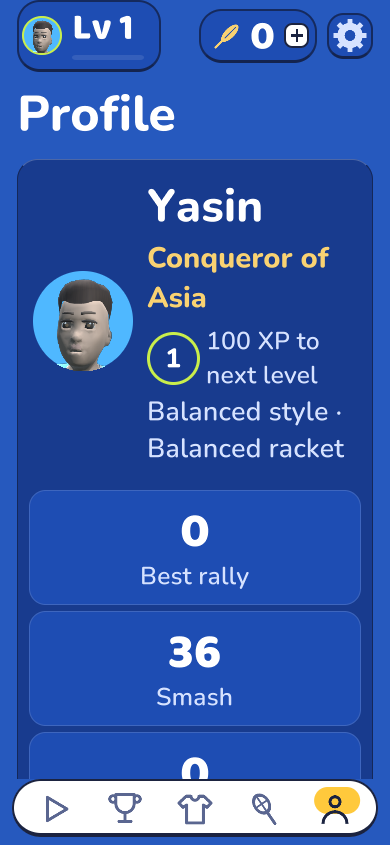 Lv 1
0
Profile
Yasin
Conqueror of
Asia
1
100 XP to
next level
Balanced style ·
Balanced racket
0
Best rally
36
Smash
0